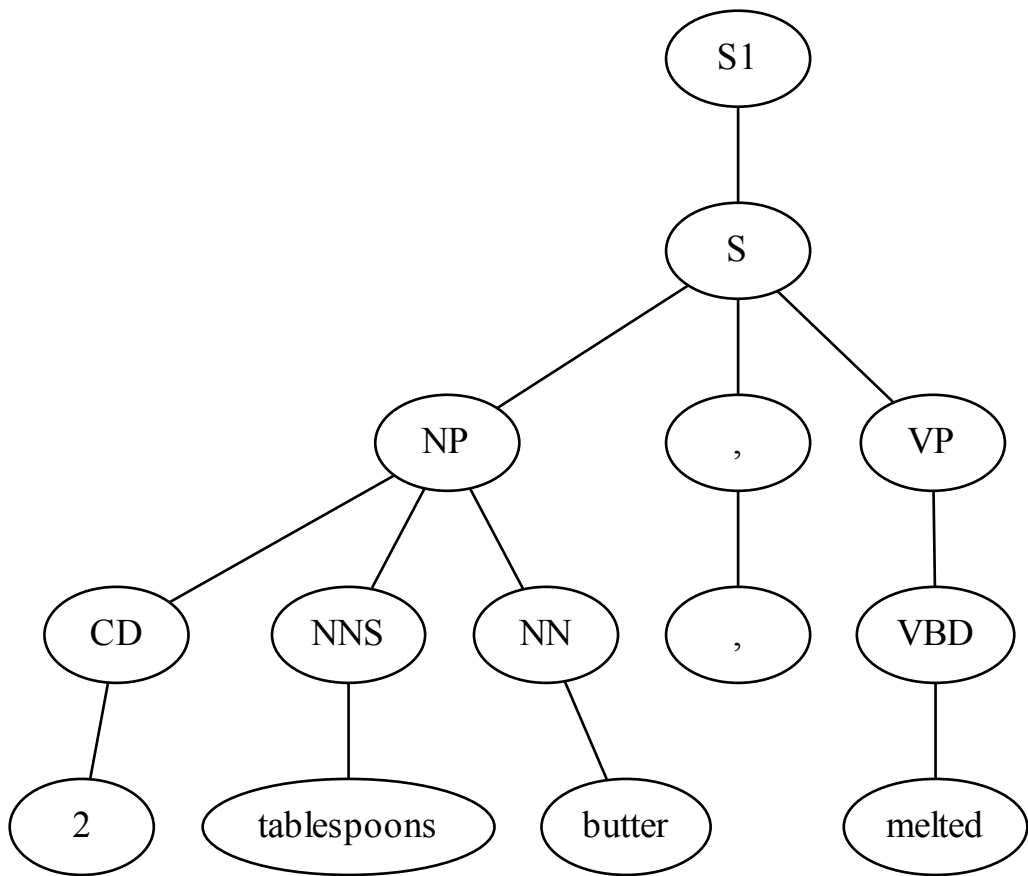 S1
S
NP , VP
CD NNS NN , VBD
2 tablespoons butter melted